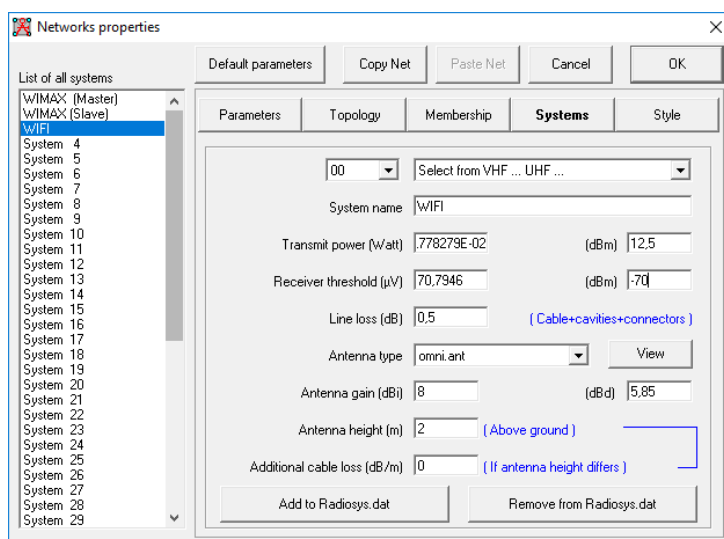 Networks properties
List of all systems
WIMAX (Master)
WIMAX (Slave)
WIFI
System 4
System 5
System 6
System 7
System 8
System 9
System 10
System 11
System 12
System 13
System 14
System 15
System 16
System 17
System 18
System 19
System 20
System 21
System 22
System 23
System 24
System 25
System 26
System 27
System 28
System 29
Default parameters Copy Net Paste Net Cancel OK
Parameters Topology Membership Systems Style
00 Select from VHF ... UHF ...
System name WIFI
Transmit power (Watt) .778279E-02 (dBm) 12,5
Receiver threshold (µV) 70,7946 (dBm) -70
Line loss (dB) 0,5 ( Cable+cavities+connectors )
Antenna type omni.ant View
Antenna gain (dBi) 8 (dBd) 5,85
Antenna height (m) 2 ( Above ground )
Additional cable loss (dB/m) 0 ( If antenna height differs )
Add to Radiosys.dat Remove from Radiosys.dat